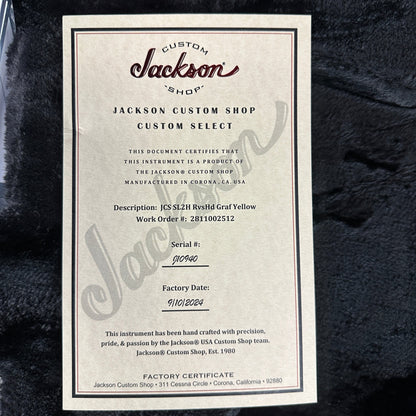 CUSTOM
Jackson
-SHOP-
JACKSON CUSTOM SHOP
CUSTOM SELECT
THIS DOCUMENT CERTIFIES THAT
THIS INSTRUMENT IS A PRODUCT OF
THE JACKSON® CUSTOM SHOP
MANUFACTURED IN CORONA, CA. USA
Jackson
Description: JCS SL2H RvsHd Graf Yellow
Work Order #: 2811002512
Serial #:
J10940
Factory Date:
9/10/2024
This instrument has been hand crafted with precision,
pride, & passion by the Jackson® USA Custom Shop team.
Jackson® Custom Shop, Est. 1980
FACTORY CERTIFICATE
Jackson Custom Shop • 311 Cessna Circle • Corona, California • 92880